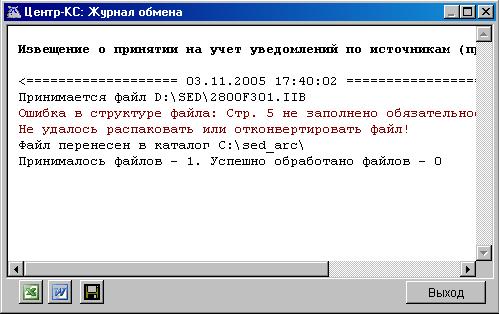 Центр-КС: Журнал обмена
Извещение о принятии на учет уведомлений по источникам
<=================== 03.11.2005 17:40:02 =================
Принимается файл D:\SED\2800F301.IIB
Ошибка в структуре файла: Стр. 5 не заполнено
Не удалось распаковать или отконвертировать файл!
Файл перенесен в каталог C:\sed_arc\
Принималось файлов - 1. Успешно обработано файлов - 0
Выход